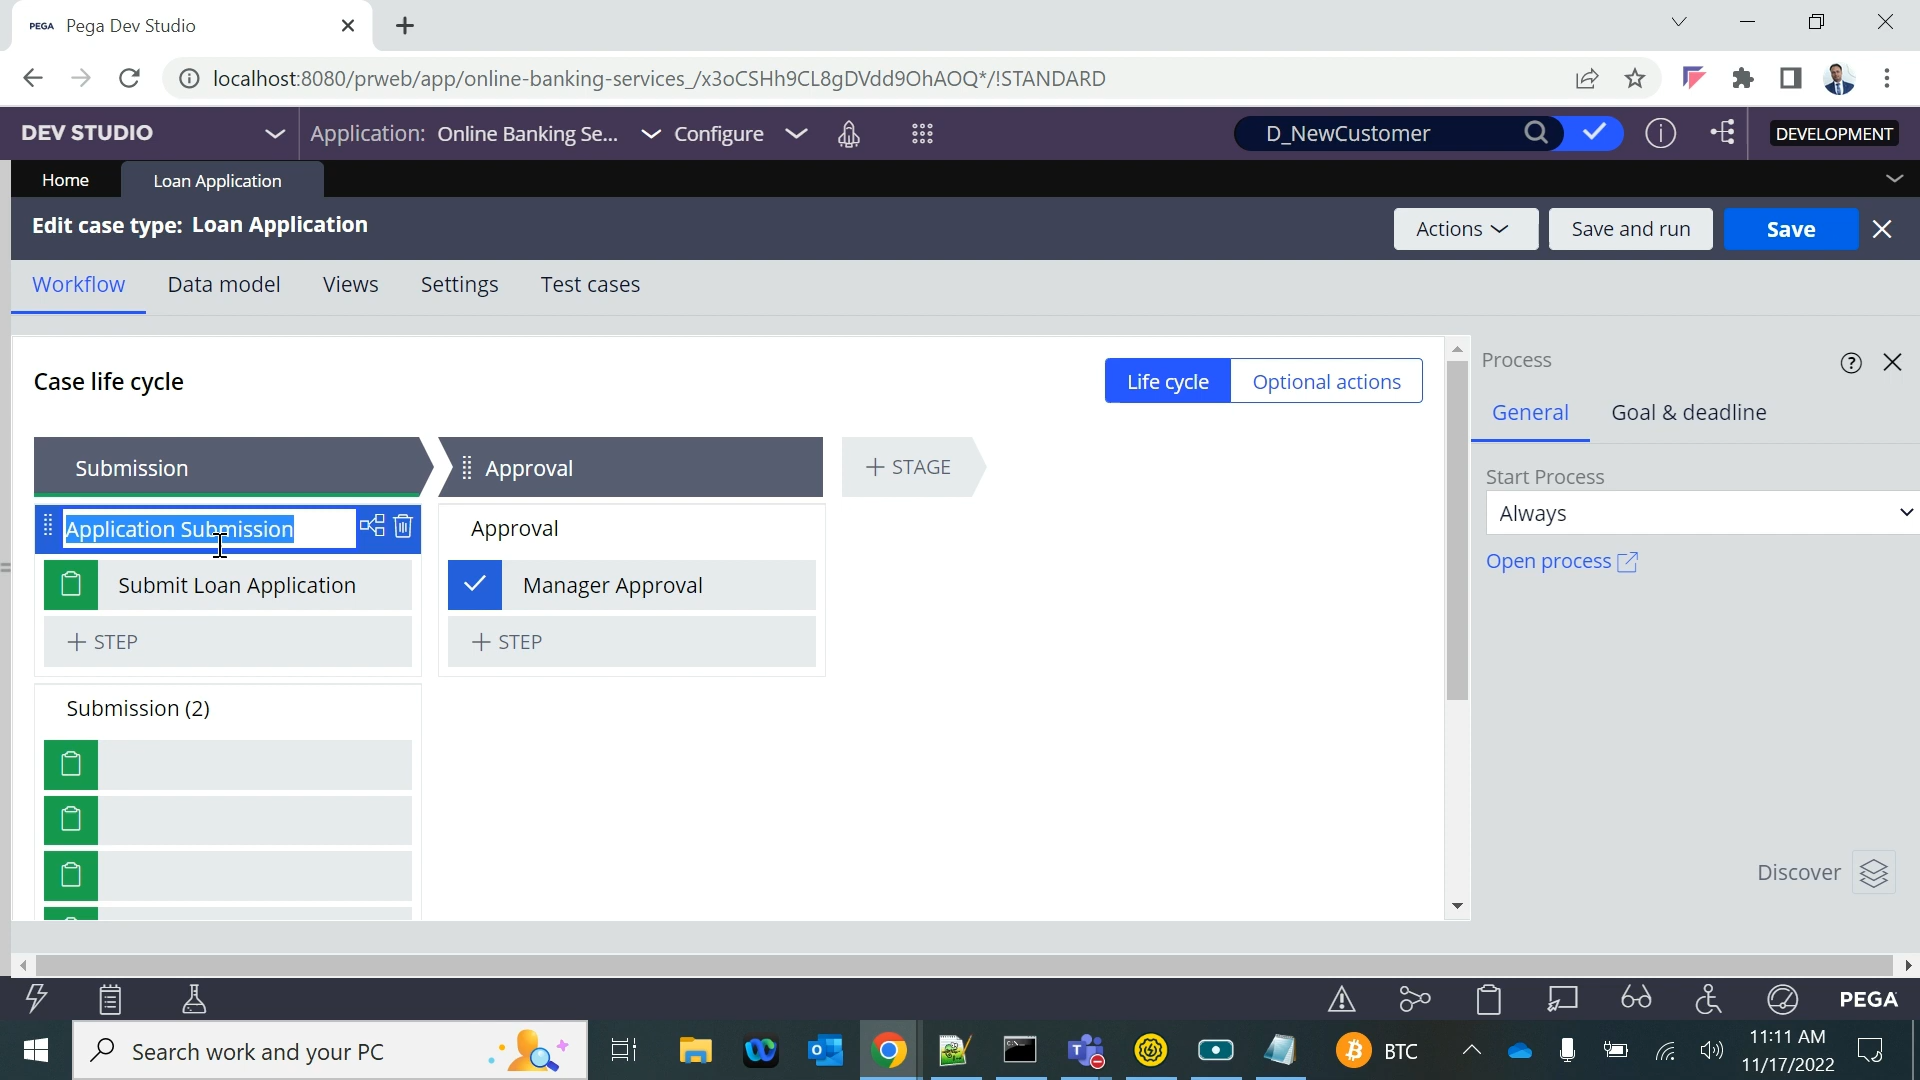 PEGA Pega Dev Studio
localhost:8080/prweb/app/online-banking-services_/x3oCSHh9CL8gDVdd9OhAOQ*/!STANDARD
DEV STUDIO Application: Online Banking Se... Configure D_NewCustomer DEVELOPMENT
Home Loan Application
Edit case type: Loan Application Actions Save and run Save
Workflow Data model Views Settings Test cases
Case life cycle Life cycle Optional actions
Submission Approval + STAGE
Application Submission Approval
Submit Loan Application Manager Approval
+ STEP + STEP
Submission (2)
Process
General Goal & deadline
Start Process
Always
Open process
Discover
PEGA
Search work and your PC BTC 11:11 AM
11/17/2022